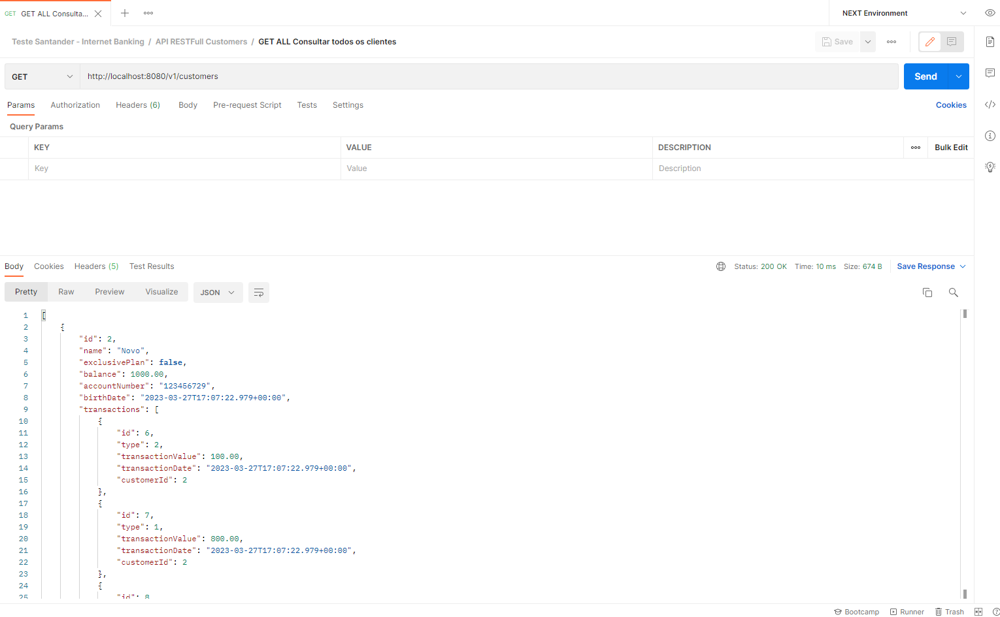 GET GET ALL Consulta...
NEXT Environment
Teste Santander - Internet Banking / API RESTFull Customers / GET ALL Consultar todos os clientes
Save
GET http://localhost:8080/v1/customers Send
Params Authorization Headers (6) Body Pre-request Script Tests Settings Cookies
Query Params
KEY VALUE DESCRIPTION Bulk Edit
Key Value Description
Body Cookies Headers (5) Test Results Status: 200 OK Time: 10 ms Size: 674 B Save Response
Pretty Raw Preview Visualize JSON
1 [
2 {
3 "id": 2,
4 "name": "Novo",
5 "exclusivePlan": false,
6 "balance": 1000.00,
7 "accountNumber": "123456729",
8 "birthDate": "2023-03-27T17:07:22.979+00:00",
9 "transactions": [
10 {
11 "id": 6,
12 "type": 2,
13 "transactionValue": 100.00,
14 "transactionDate": "2023-03-27T17:07:22.979+00:00",
15 "customerId": 2
16 },
17 {
18 "id": 7,
19 "type": 1,
20 "transactionValue": 800.00,
21 "transactionDate": "2023-03-27T17:07:22.979+00:00",
22 "customerId": 2
23 },
24 {
25 "id": 8
Bootcamp Runner Trash